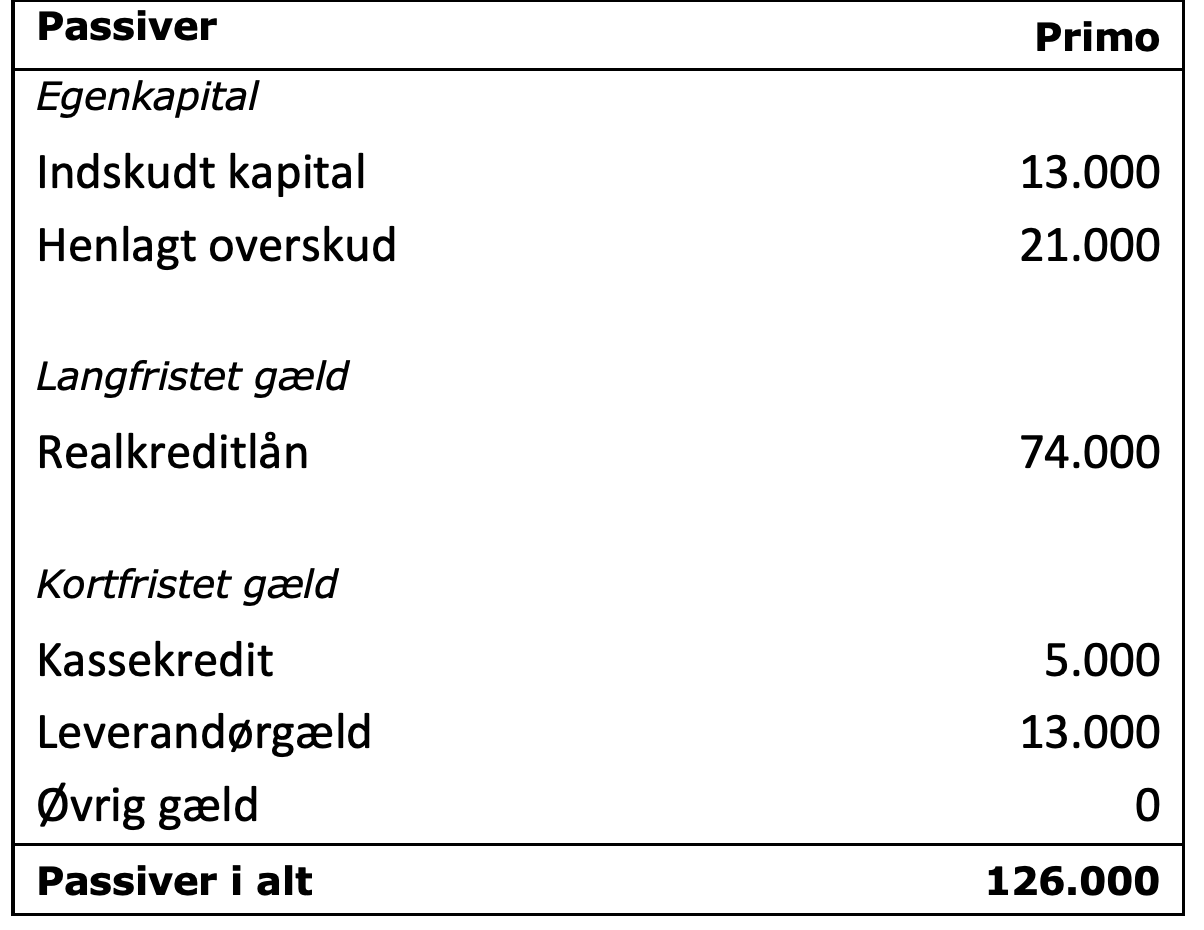 Passiver Primo
Egenkapital
Indskudt kapital 13.000
Henlagt overskud 21.000
Langfristet gæld
Realkreditlån 74.000
Kortfristet gæld
Kassekredit 5.000
Leverandørgæld 13.000
Øvrig gæld 0
Passiver i alt 126.000